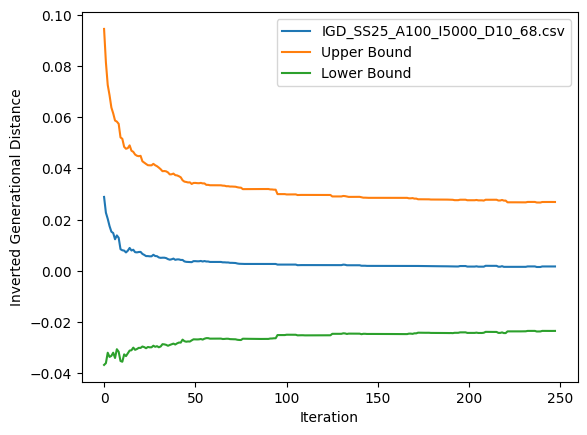 0.10
0.08
0.06
0.04
0.02
0.00
−0.02
−0.04
Inverted Generational Distance
IGD_SS25_A100_I5000_D10_68.csv
Upper Bound
Lower Bound
0
50
100
150
200
250
Iteration